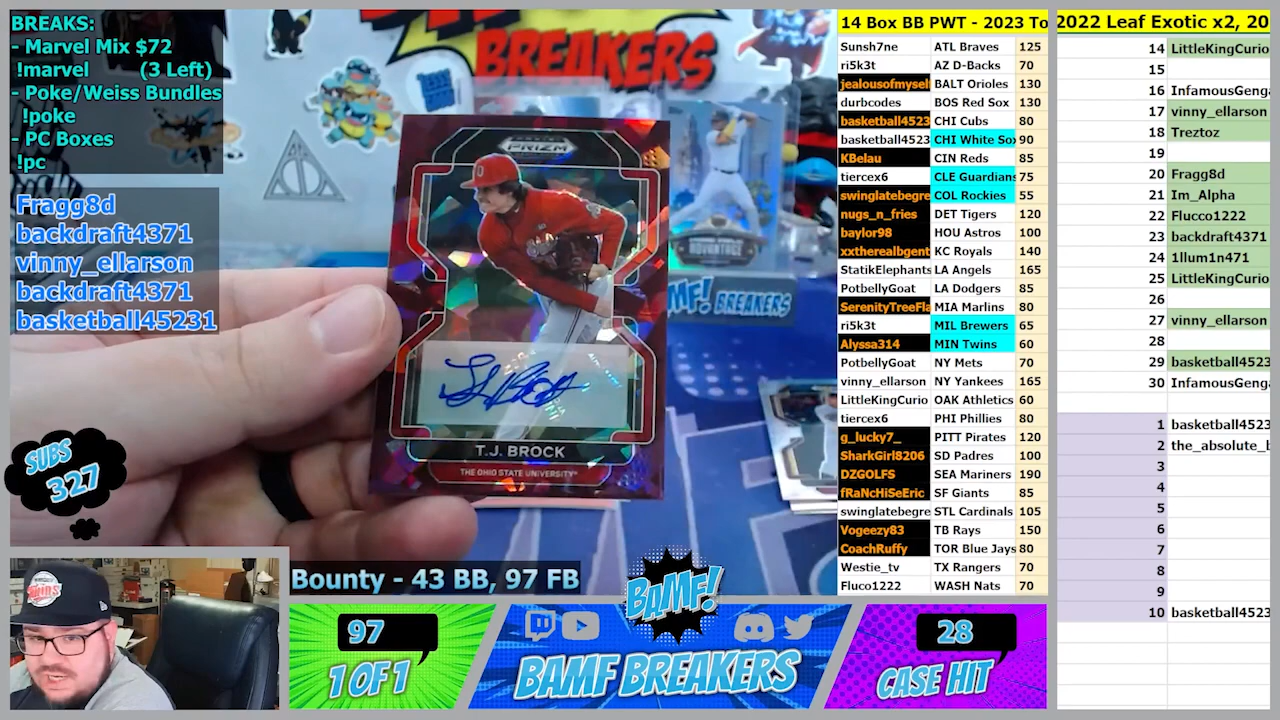 BREAKS:
- Marvel Mix $72
!marvel (3 Left)
- Poke/Weiss Bundles
!poke
- PC Boxes
!pc
Fragg8d
backdraft4371
vinny_ellarson
backdraft4371
basketball45231
SUBS
327
BREAKERS
PRIZM
T.J. BROCK
THE OHIO STATE UNIVERSITY
ADVANTAGE
BAMF! BREAKERS
Bounty - 43 BB, 97 FB
97
1 OF 1
BAMF!
BAMF BREAKERS
28
CASE HIT
14 Box BB PWT - 2023 To
Sunsh7ne ATL Braves 125
ri5k3t AZ D-Backs 70
jealousofmysel BALT Orioles 130
durbcodes BOS Red Sox 130
basketball4523 CHI Cubs 80
basketball4523 CHI White Sox 90
KBelau CIN Reds 85
tiercex6 CLE Guardians 75
swinglatebegre COL Rockies 55
nugs_n_fries DET Tigers 120
baylor98 HOU Astros 100
xxtherealbgent KC Royals 140
StatikElephants LA Angels 165
PotbellyGoat LA Dodgers 85
SerenityTreeFla MIA Marlins 80
ri5k3t MIL Brewers 65
Alyssa314 MIN Twins 60
PotbellyGoat NY Mets 70
vinny_ellarson NY Yankees 165
LittleKingCurio OAK Athletics 60
tiercex6 PHI Phillies 80
g_lucky7_ PITT Pirates 120
SharkGirl8206 SD Padres 100
DZGOLFS SEA Mariners 190
fRaNcHiSeEric SF Giants 85
swinglatebegre STL Cardinals 105
Vogeezy83 TB Rays 150
CoachRuffy TOR Blue Jays 80
Westie_tv TX Rangers 70
Fluco1222 WASH Nats 70
2022 Leaf Exotic x2, 20
14 LittleKingCurio
15
16 InfamousGenga
17 vinny_ellarson
18 Treztoz
19
20 Fragg8d
21 Im_Alpha
22 Flucco1222
23 backdraft4371
24 1llum1n471
25 LittleKingCurio
26
27 vinny_ellarson
28
29 basketball4523
30 InfamousGenga
1 basketball4523
2 the_absolute_b
3
4
5
6
7
8
9
10 basketball4523